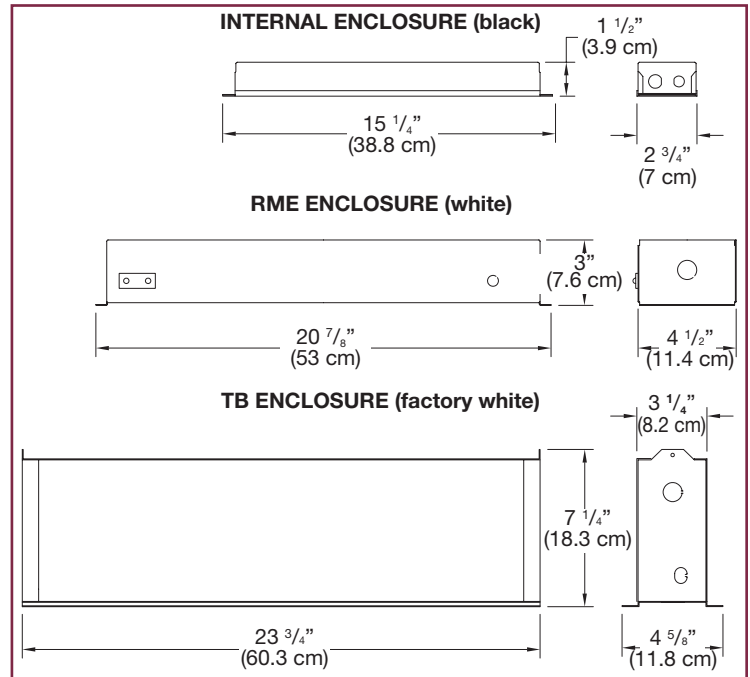 INTERNAL ENCLOSURE (black)
1 1/2”
(3.9 cm)
15 1/4”
(38.8 cm)
2 3/4”
(7 cm)
RME ENCLOSURE (white)
3”
(7.6 cm)
20 7/8”
(53 cm)
4 1/2”
(11.4 cm)
TB ENCLOSURE (factory white)
3 1/4”
(8.2 cm)
7 1/4”
(18.3 cm)
23 3/4”
(60.3 cm)
4 5/8”
(11.8 cm)